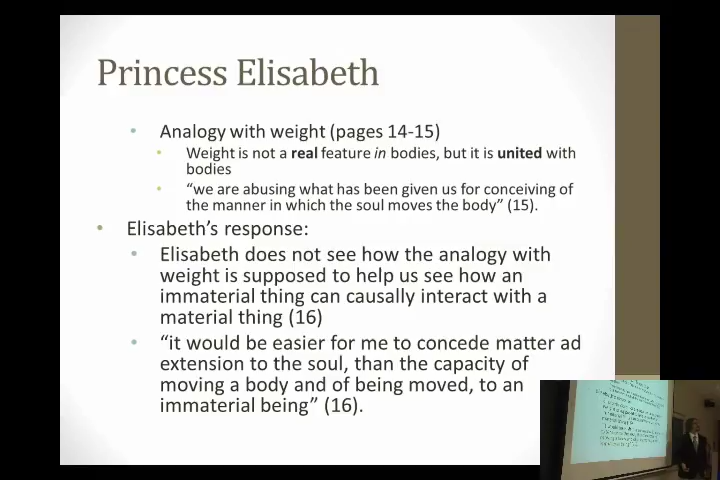 Princess Elisabeth
• Analogy with weight (pages 14-15)
• Weight is not a real feature in bodies, but it is united with
bodies
• “we are abusing what has been given us for conceiving of
the manner in which the soul moves the body” (15).
• Elisabeth’s response:
• Elisabeth does not see how the analogy with
weight is supposed to help us see how an
immaterial thing can causally interact with a
material thing (16)
• “it would be easier for me to concede matter ad
extension to the soul, than the capacity of
moving a body and of being moved, to an
immaterial being” (16).